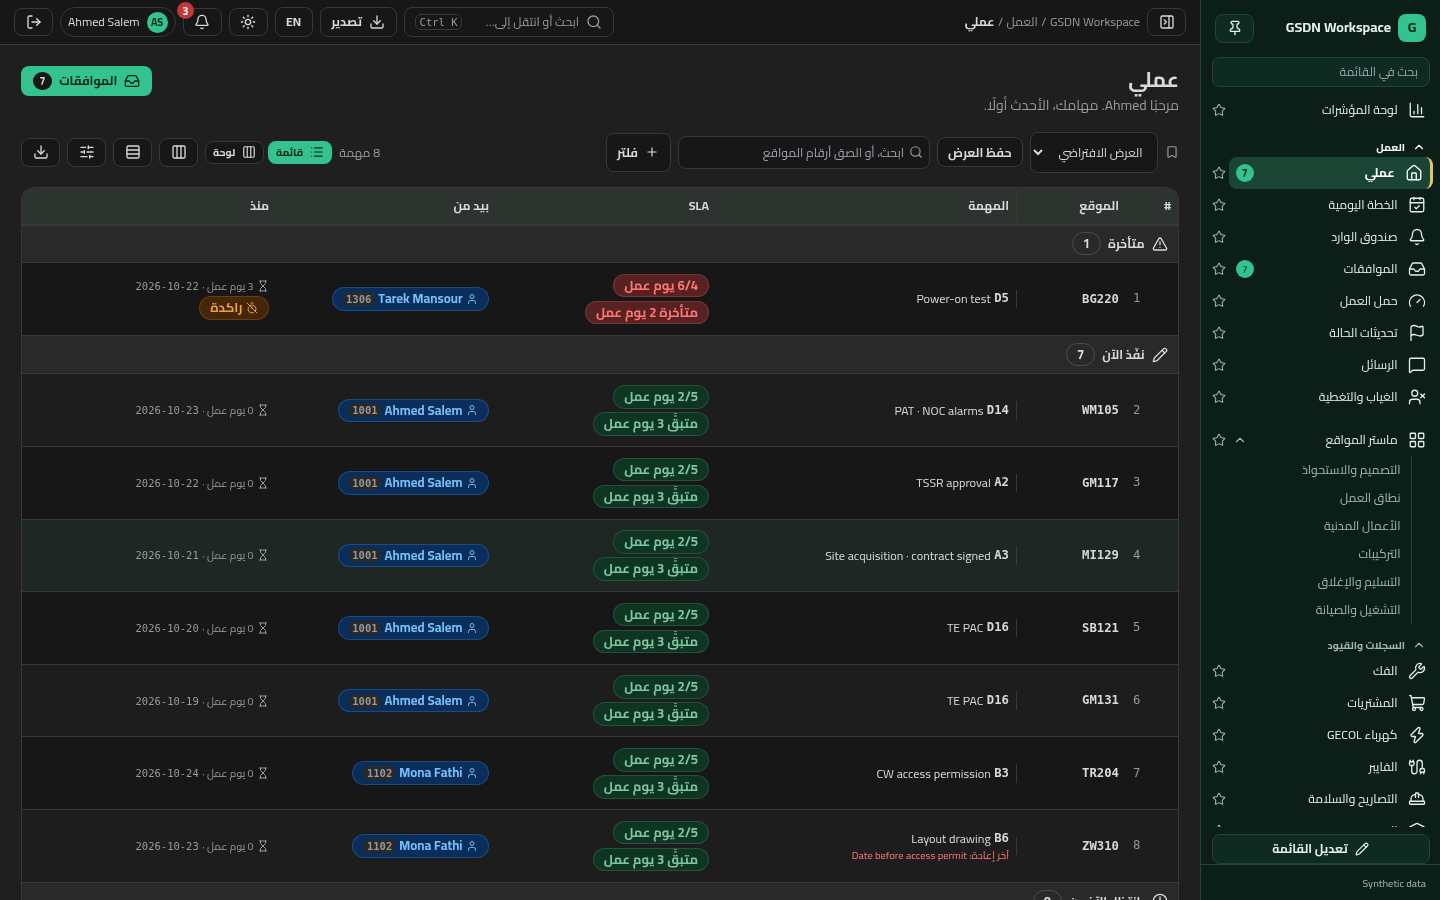 G GSDN Workspace
بحث في القائمة
لوحة المؤشرات
العمل
عملي 7
الخطة اليومية
صندوق الوارد
الموافقات 7
حمل العمل
تحديثات الحالة
الرسائل
الغياب والتغطية
ماستر المواقع
التصميم والاستحواذ
نطاق العمل
الأعمال المدنية
التركيبات
التسليم والإغلاق
التشغيل والصيانة
السجلات والقيود
الفك
المشتريات
كهرباء GECOL
الفايبر
التصاريح والسلامة
تعديل القائمة
Synthetic data
GSDN Workspace / العمل / عملي
ابحث أو انتقل إلى... Ctrl K
تصدير
EN
3
AS Ahmed Salem
عملي
مرحبًا Ahmed. مهامك، الأحدث أولًا.
الموافقات 7
العرض الافتراضي
حفظ العرض
ابحث، أو الصق أرقام المواقع
فلتر
8 مهمة
قائمة
لوحة
# الموقع المهمة SLA بيد من منذ
متأخرة 1
1 BG220 D5 Power-on test 6/4 يوم عمل متأخرة 2 يوم عمل Tarek Mansour 1306 3 يوم عمل · 2026-10-22 راكدة
نفّذ الآن 7
2 WM105 D14 PAT · NOC alarms 2/5 يوم عمل متبقٍّ 3 يوم عمل Ahmed Salem 1001 0 يوم عمل · 2026-10-23
3 GM117 A2 TSSR approval 2/5 يوم عمل متبقٍّ 3 يوم عمل Ahmed Salem 1001 0 يوم عمل · 2026-10-22
4 MI129 A3 Site acquisition · contract signed 2/5 يوم عمل متبقٍّ 3 يوم عمل Ahmed Salem 1001 0 يوم عمل · 2026-10-21
5 SB121 D16 TE PAC 2/5 يوم عمل متبقٍّ 3 يوم عمل Ahmed Salem 1001 0 يوم عمل · 2026-10-20
6 GM131 D16 TE PAC 2/5 يوم عمل متبقٍّ 3 يوم عمل Ahmed Salem 1001 0 يوم عمل · 2026-10-19
7 TR204 B3 CW access permission 2/5 يوم عمل متبقٍّ 3 يوم عمل Mona Fathi 1102 0 يوم عمل · 2026-10-24
8 ZW310 B6 Layout drawing 2/5 يوم عمل متبقٍّ 3 يوم عمل Mona Fathi 1102 0 يوم عمل · 2026-10-23
آخر إعادة: Date before access permit